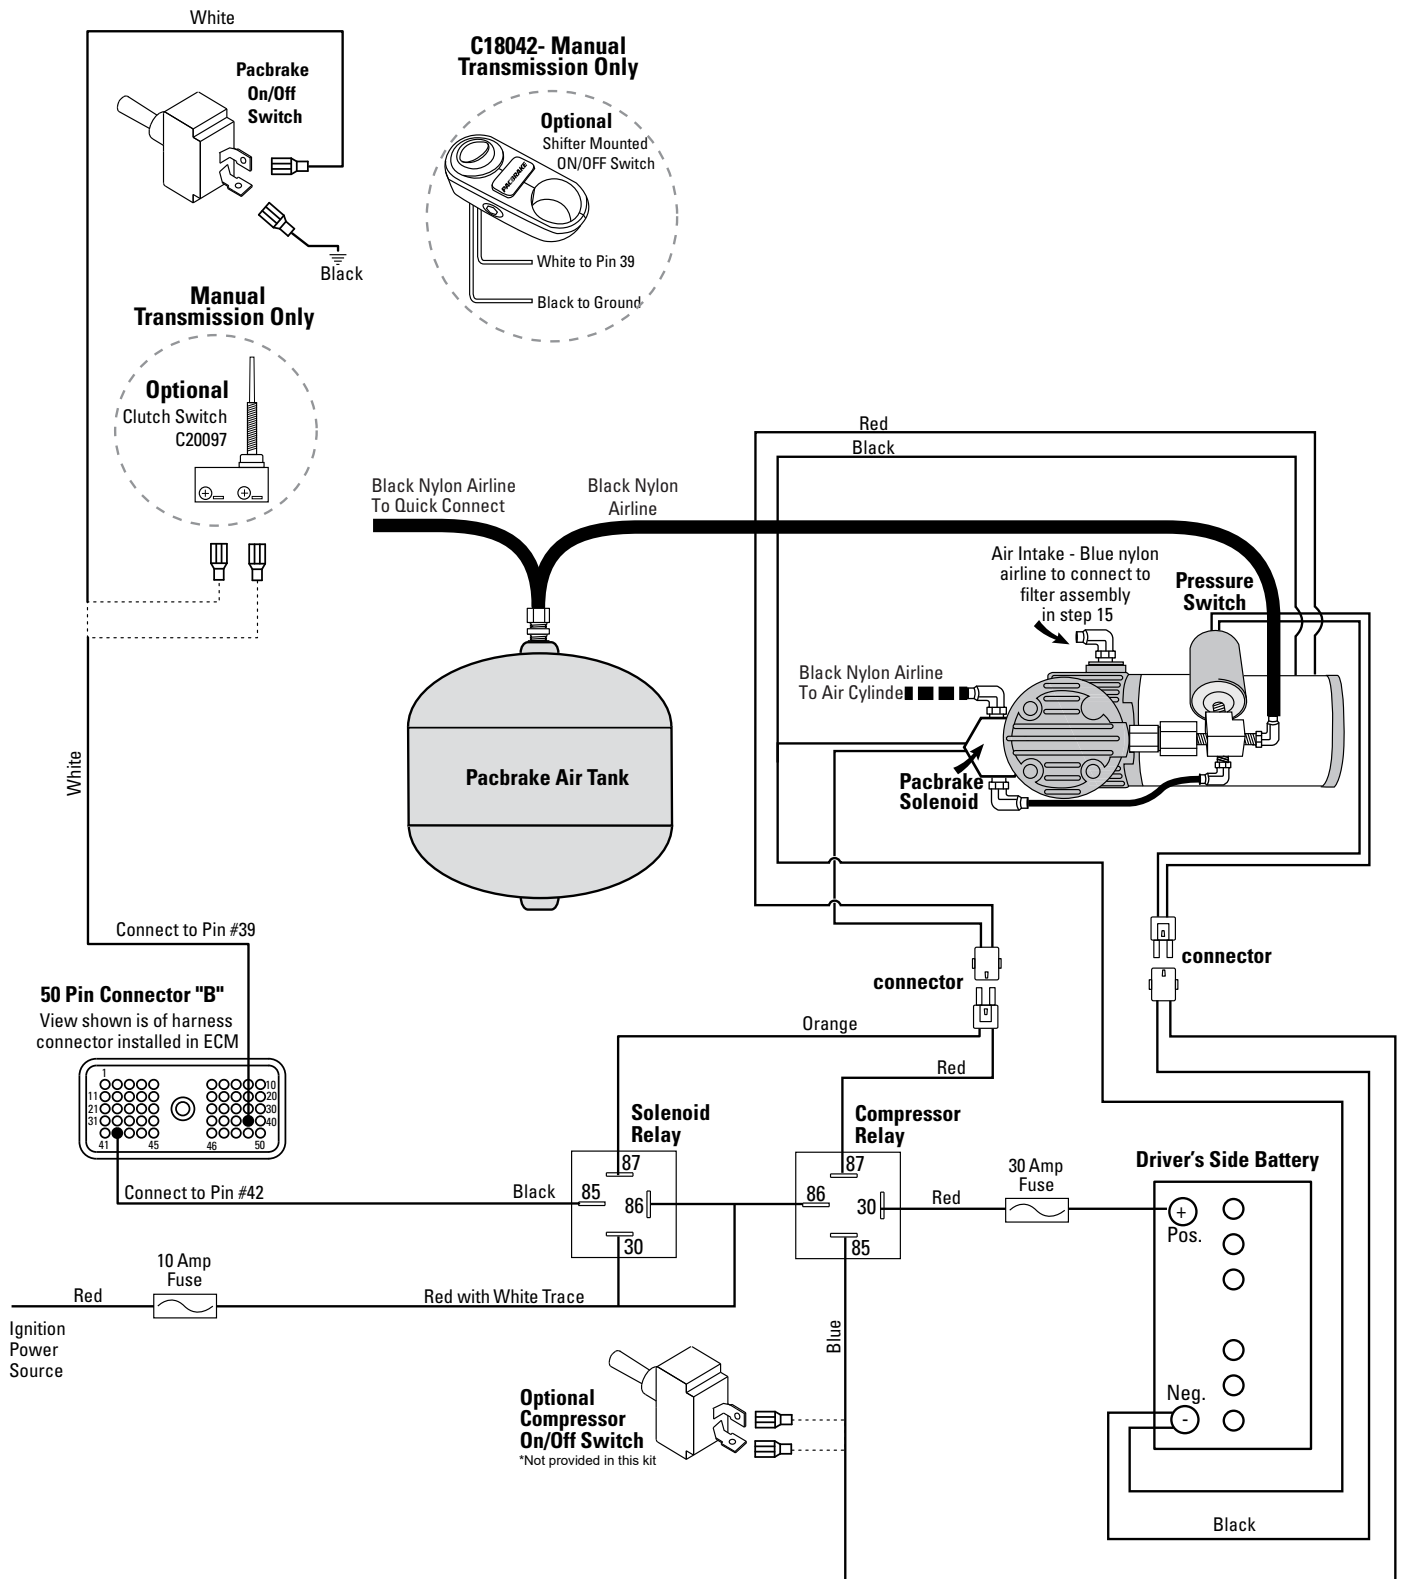 White
Pacbrake
On/Off
Switch
Black
C18042- Manual
Transmission Only
Optional
Shifter Mounted
ON/OFF Switch
PACBRAKE
White to Pin 39
Black to Ground
Manual
Transmission Only
Optional
Clutch Switch
C20097
Red
Black
Black Nylon Airline
To Quick Connect
Black Nylon
Airline
Air Intake - Blue nylon
airline to connect to
filter assembly
in step 15
Pressure
Switch
Black Nylon Airline
To Air Cylinde
Pacbrake
Solenoid
Pacbrake Air Tank
White
Connect to Pin #39
50 Pin Connector "B"
View shown is of harness
connector installed in ECM
1
10
11
20
21
30
31
40
41
45
46
50
connector
connector
Orange
Red
Solenoid
Relay
Compressor
Relay
87
85
86
30
87
86
30
85
Connect to Pin #42
Black
Red
30 Amp
Fuse
Driver's Side Battery
+
Pos.
Neg.
-
10 Amp
Fuse
Red
Red with White Trace
Ignition
Power
Source
Blue
Optional
Compressor
On/Off Switch
*Not provided in this kit
Black